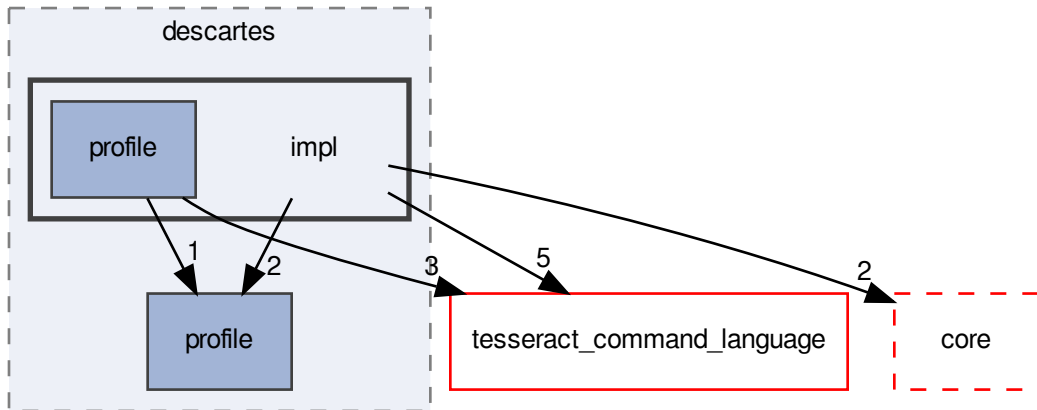 descartes
profile
impl
1
2
3
5
2
profile
tesseract_command_language
core